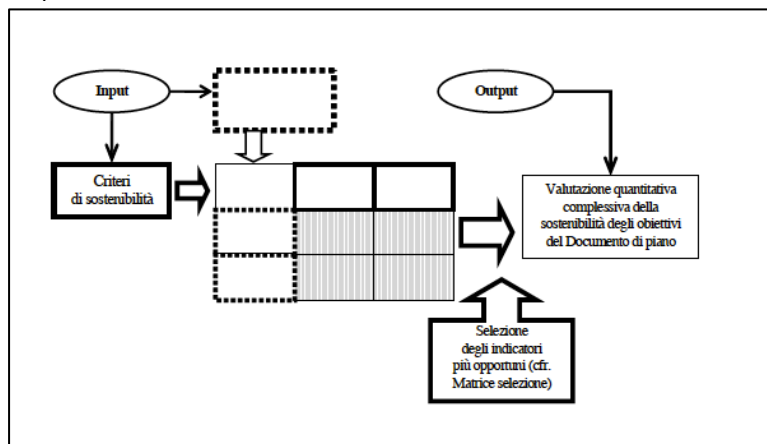 Input
Output
Criteri
di sostenibilità
Valutazione quantitativa
complessiva della
sostenibilità degli obiettivi
del Documento di piano
Selezione
degli indicatori
più opportuni (cfr.
Matrice selezione)